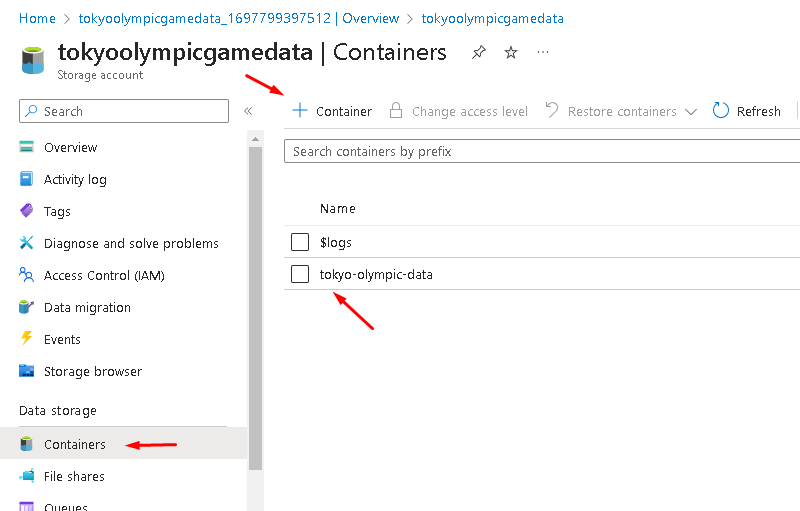 Home > tokyoolympicgamedata_1697799397512 | Overview > tokyoolympicgamedata
tokyoolympicgamedata | Containers
Storage account
Search
Container Change access level Restore containers Refresh
Search containers by prefix
Overview
Activity log
Tags
Diagnose and solve problems
Access Control (IAM)
Data migration
Events
Storage browser
Data storage
Containers
File shares
Queues
Name
$logs
tokyo-olympic-data